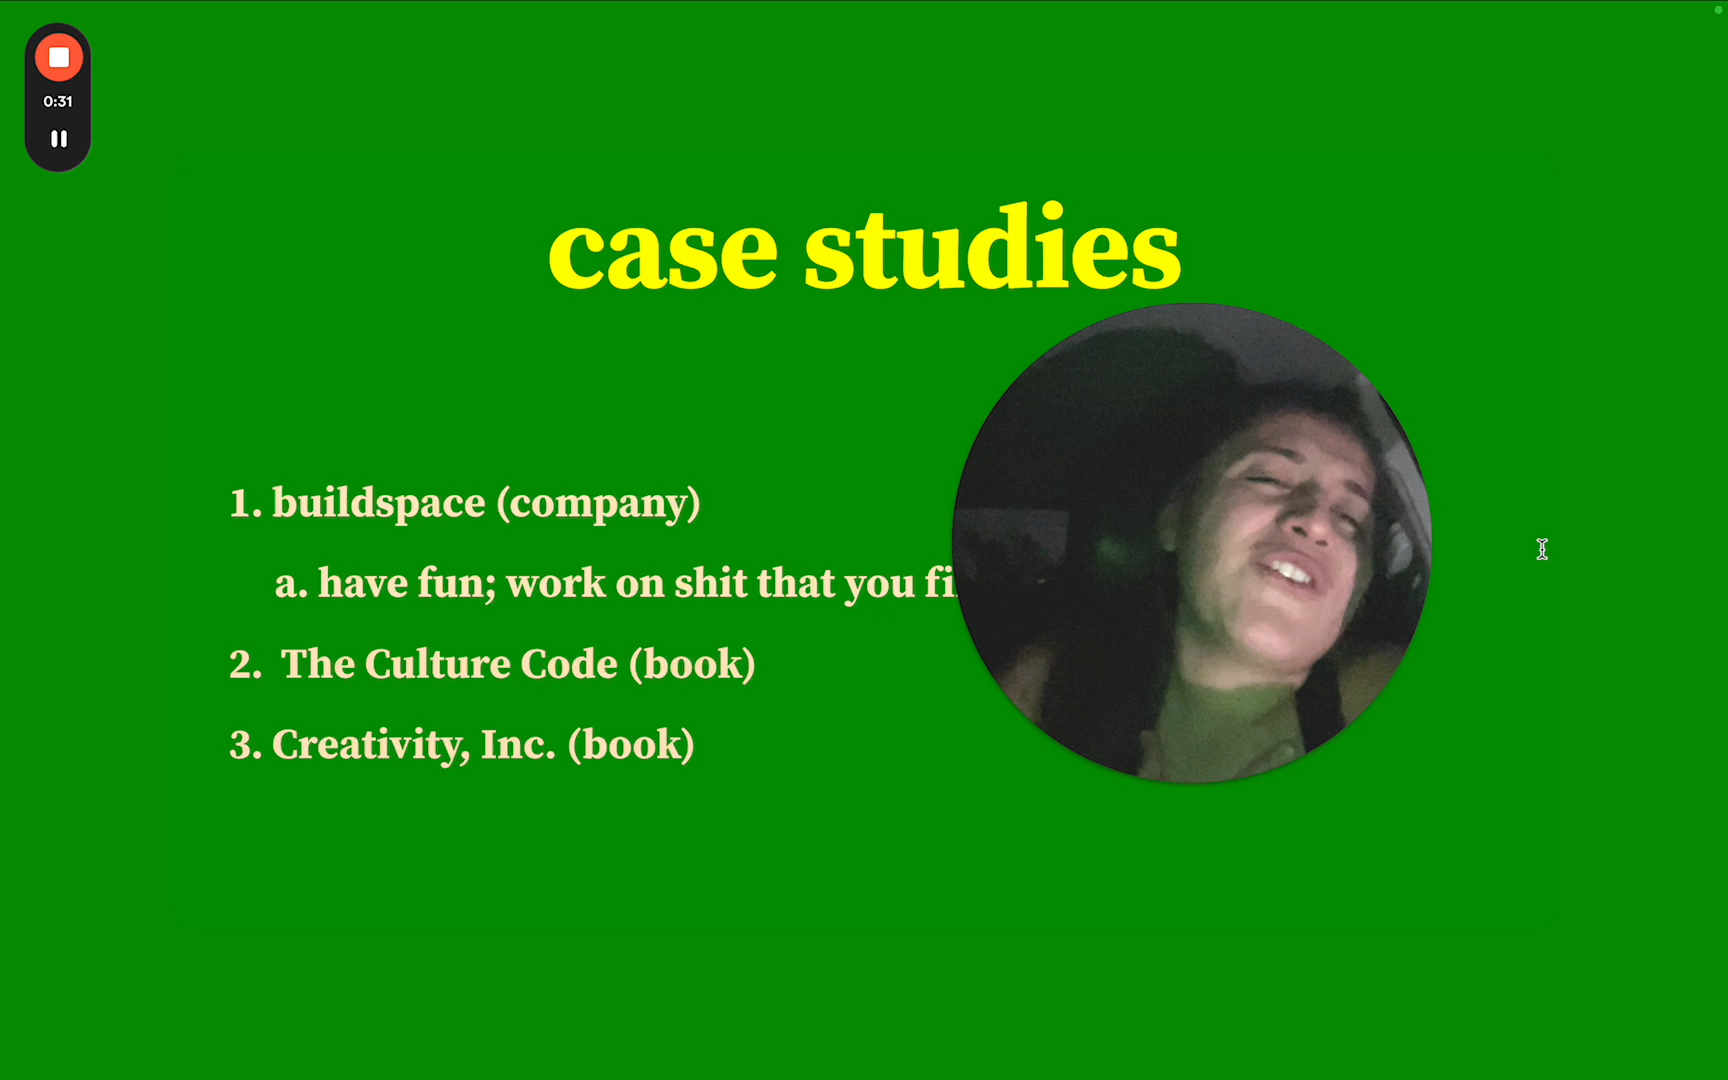 0:31
case studies
1. buildspace (company)
a. have fun; work on shit that you
2. The Culture Code (book)
3. Creativity, Inc. (book)